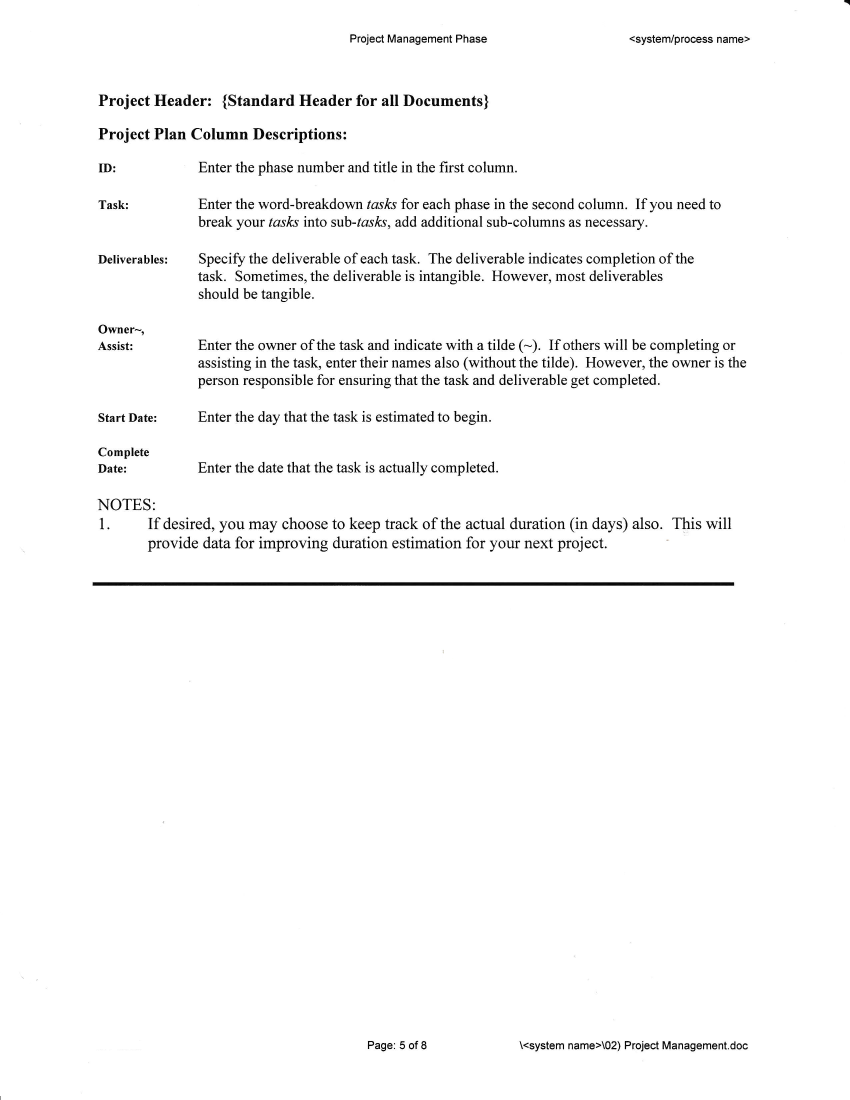 Project Management Phase <system/process name>
Project Header: {Standard Header for all Documents}
Project Plan Column Descriptions:
ID: Enter the phase number and title in the first column.
Task: Enter the word-breakdown tasks for each phase in the second column. If you need to
break your tasks into sub-tasks, add additional sub-columns as necessary.
Deliverables: Specify the deliverable of each task. The deliverable indicates completion of the
task. Sometimes, the deliverable is intangible. However, most deliverables
should be tangible.
Owner~,
Assist: Enter the owner of the task and indicate with a tilde (~). If others will be completing or
assisting in the task, enter their names also (without the tilde). However, the owner is the
person responsible for ensuring that the task and deliverable get completed.
Start Date: Enter the day that the task is estimated to begin.
Complete
Date: Enter the date that the task is actually completed.
NOTES:
1. If desired, you may choose to keep track of the actual duration (in days) also. This will
provide data for improving duration estimation for your next project.
Page: 5 of 8 \<system name>\02) Project Management.doc